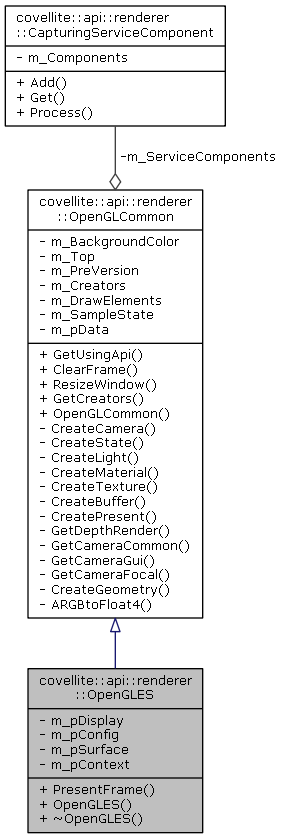 covellite::api::renderer
::CapturingServiceComponent
- m_Components
+ Add()
+ Get()
+ Process()
-m_ServiceComponents
covellite::api::renderer
::OpenGLCommon
- m_BackgroundColor
- m_Top
- m_PreVersion
- m_Creators
- m_DrawElements
- m_SampleState
- m_pData
+ GetUsingApi()
+ ClearFrame()
+ ResizeWindow()
+ GetCreators()
+ OpenGLCommon()
- CreateCamera()
- CreateState()
- CreateLight()
- CreateMaterial()
- CreateTexture()
- CreateBuffer()
- CreatePresent()
- GetDepthRender()
- GetCameraCommon()
- GetCameraGui()
- GetCameraFocal()
- CreateGeometry()
- ARGBtoFloat4()
covellite::api::renderer
::OpenGLES
- m_pDisplay
- m_pConfig
- m_pSurface
- m_pContext
+ PresentFrame()
+ OpenGLES()
+ ~OpenGLES()